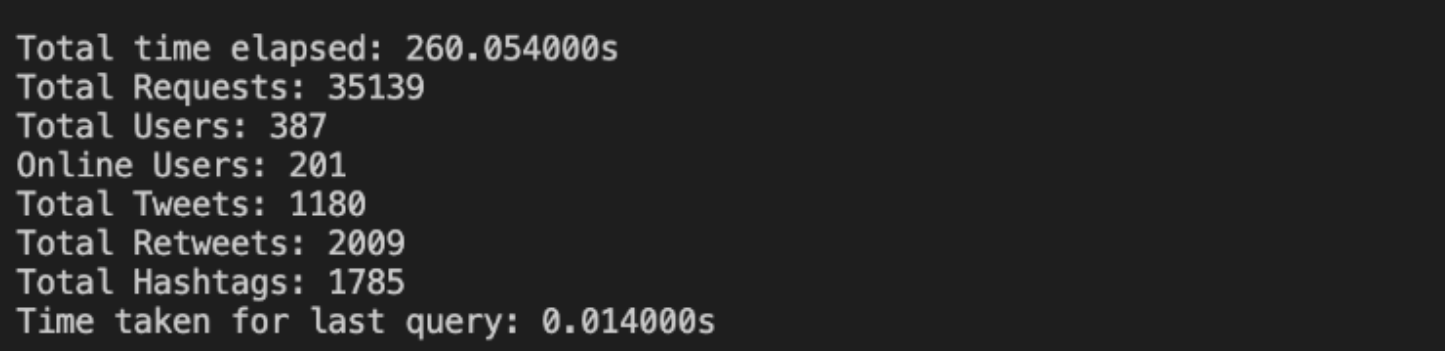 Total time elapsed: 260.054000s
Total Requests: 35139
Total Users: 387
Online Users: 201
Total Tweets: 1180
Total Retweets: 2009
Total Hashtags: 1785
Time taken for last query: 0.014000s